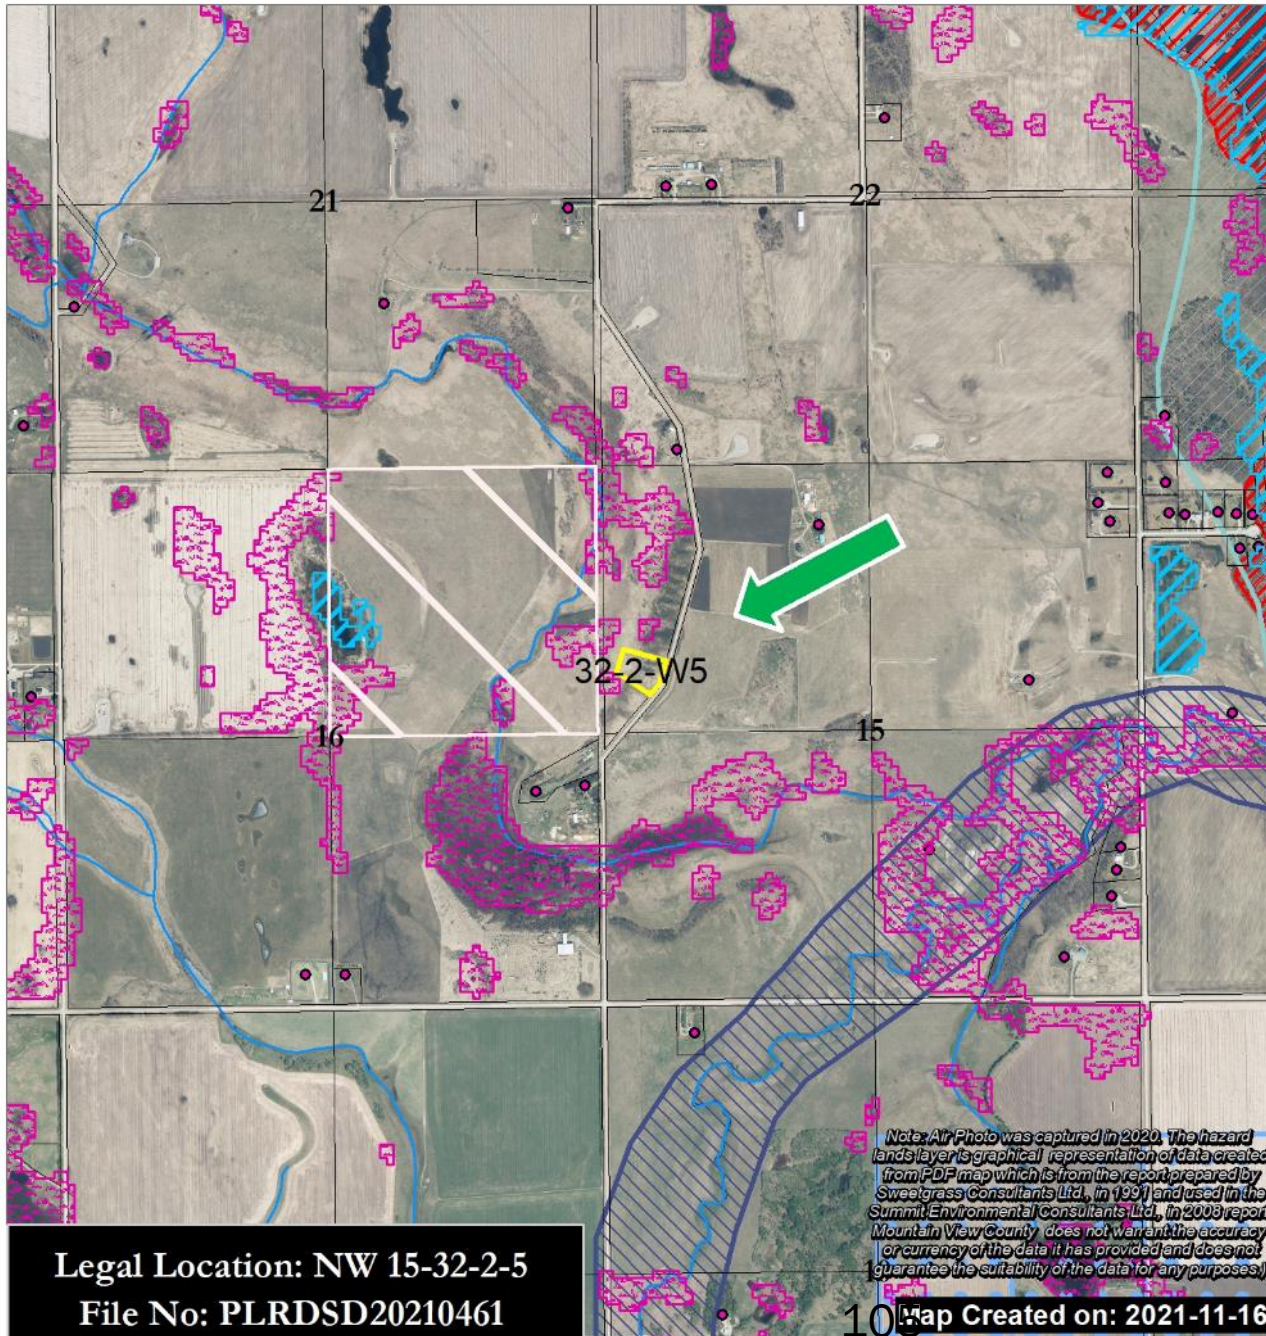 21
22
32-2-W5
16
15
Note: Air Photo was captured in 2020. The hazard
lands layer is graphical representation of data created
from PDF map which is from the report prepared by
Sweetgrass Consultants Ltd., in 1991 and used in the
Summit Environmental Consultants Ltd., in 2008 report
Mountain View County does not warrant the accuracy
or currency of the data it has provided and does not
guarantee the suitability of the data for any purposes.)
Legal Location: NW 15-32-2-5
File No: PLRDSD20210461
105
Map Created on: 2021-11-16